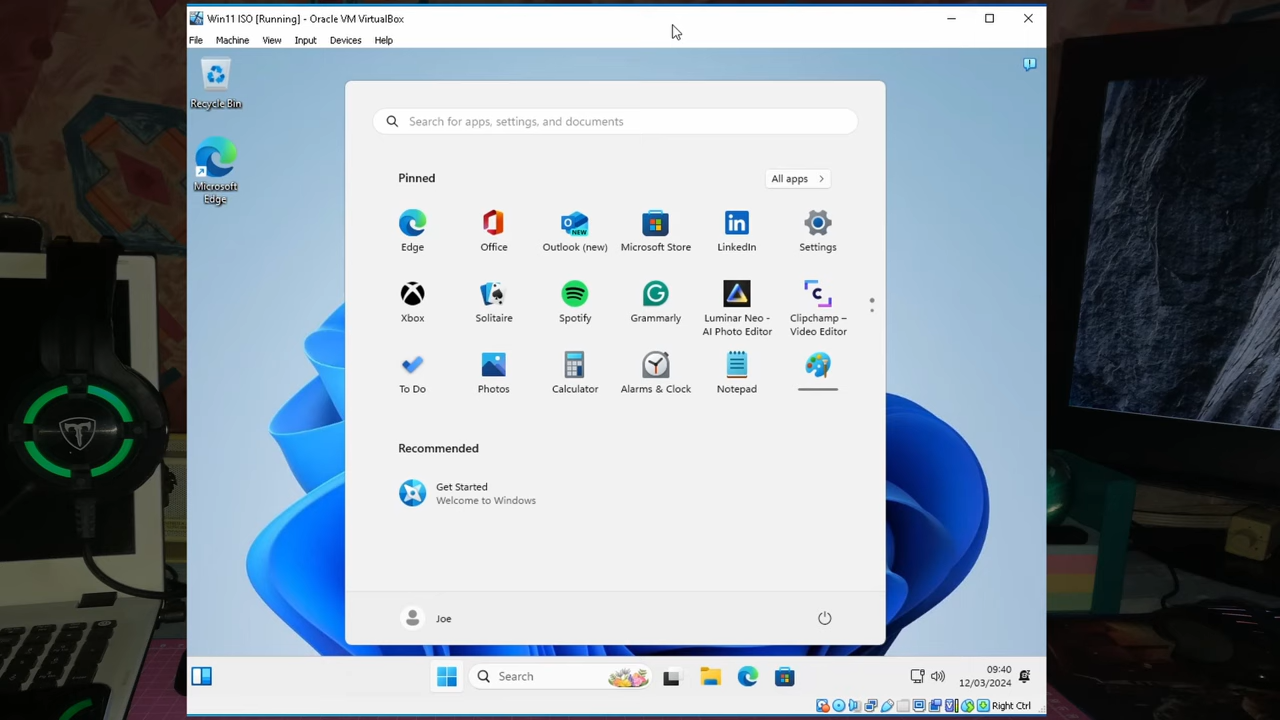 Win11 ISO [Running] - Oracle VM VirtualBox
File Machine View Input Devices Help
Recycle Bin
Microsoft
Edge
Search for apps, settings, and documents
Pinned
All apps
Edge
Office
Outlook (new)
Microsoft Store
LinkedIn
Settings
Xbox
Solitaire
Spotify
Grammarly
Luminar Neo -
AI Photo Editor
Clipchamp –
Video Editor
To Do
Photos
Calculator
Alarms & Clock
Notepad
Recommended
Get Started
Welcome to Windows
Joe
Search
09:40
12/03/2024
Right Ctrl